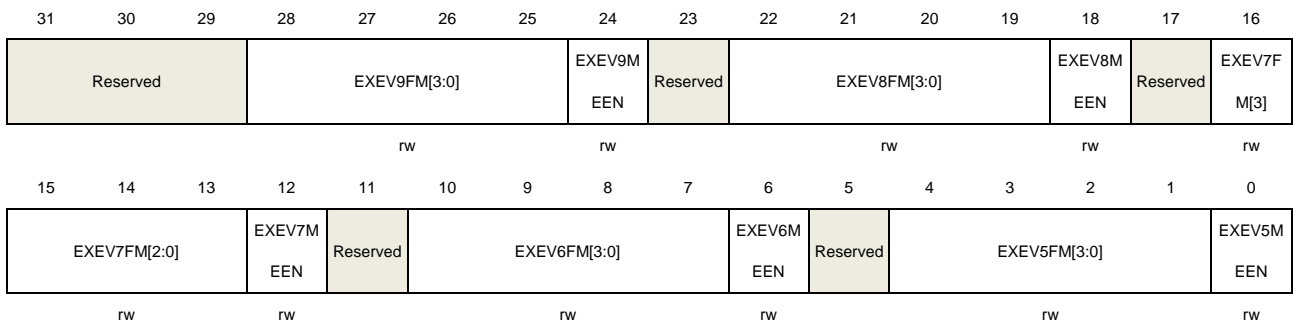 31 30 29 28 27 26 25 24 23 22 21 20 19 18 17 16
Reserved EXEV9FM[3:0] EXEV9M EEN Reserved EXEV8FM[3:0] EXEV8M EEN Reserved EXEV7F M[3]
rw rw rw rw rw
15 14 13 12 11 10 9 8 7 6 5 4 3 2 1 0
EXEV7FM[2:0] EXEV7M EEN Reserved EXEV6FM[3:0] EXEV6M EEN Reserved EXEV5FM[3:0] EXEV5M EEN
rw rw rw rw rw rw